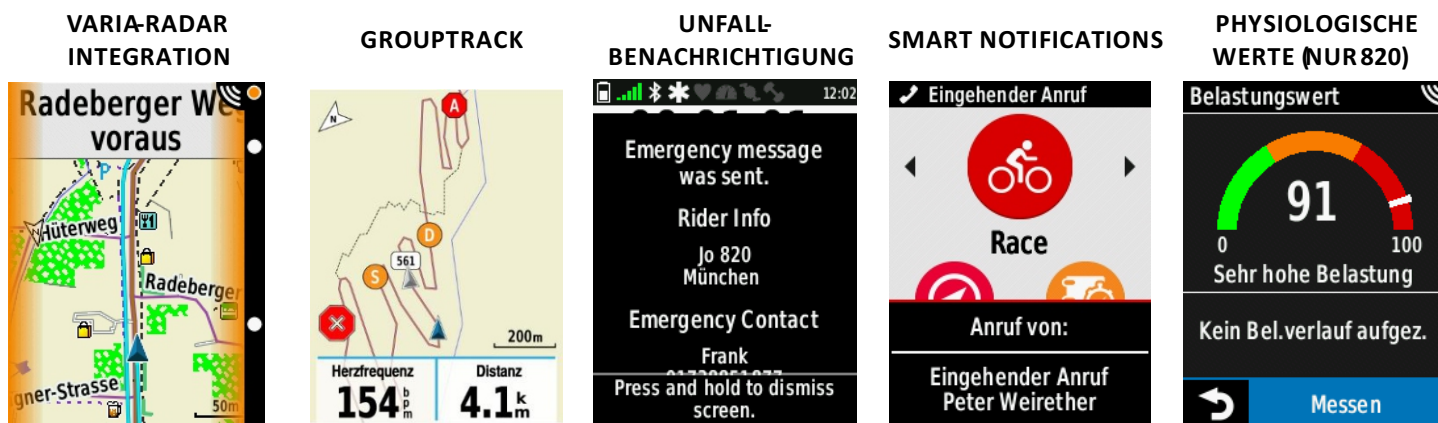 VARIA-RADAR
INTEGRATION
GROUPTRACK
UNFALL-
BENACHRICHTIGUNG
SMART NOTIFICATIONS
PHYSIOLOGISCHE
WERTE (NUR 820)
Radeberger We
voraus
P
Hüterweg
Radeberger
gner-Strasse
50m
N
A
D
561
S
200m
Herzfrequenz
154 bpm
Distanz
4.1 km
12:02
Emergency message
was sent.
Rider Info
Jo 820
München
Emergency Contact
Frank
Press and hold to dismiss
screen.
Eingehender Anruf
Race
Anruf von:
Eingehender Anruf
Peter Weirether
Belastungswert
91
0
100
Sehr hohe Belastung
Kein Bel.verlauf aufgez.
Messen